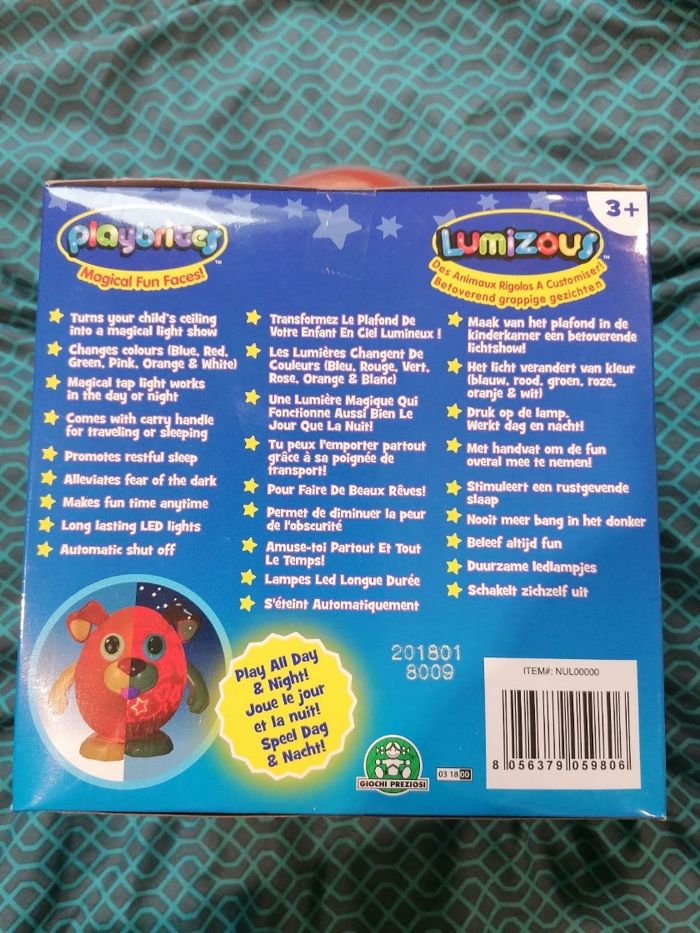 playbrites™
Magical Fun Faces!
Turns your child's ceiling
into a magical light show
Changes colours (Blue, Red,
Green, Pink, Orange & White)
Magical tap light works
in the day or night
Comes with carry handle
for traveling or sleeping
Promotes restful sleep
Alleviates fear of the dark
Makes fun time anytime
Long lasting LED lights
Automatic shut off
Transformez Le Plafond De
Votre Enfant En Ciel Lumineux !
Les Lumières Changent De
Couleurs (Bleu, Rouge, Vert,
Rose, Orange & Blanc)
Une Lumière Magique Qui
Fonctionne Aussi Bien Le
Jour Que La Nuit!
Tu peux l'emporter partout
grâce à sa poignée de
transport!
Pour Faire De Beaux Rêves!
Permet de diminuer la peur
de l'obscurité
Amuse-toi Partout Et Tout
Le Temps!
Lampes Led Longue Durée
S'éteint Automatiquement
3+
Lumizous™
Des Animaux Rigolos A Customiser!
Betoverend grappige gezichten
Maak van het plafond in de
kinderkamer een betoverende
lichtshow!
Het licht verandert van kleur
(blauw, rood, groen, roze,
oranje & wit)
Druk op de lamp.
Werkt dag en nacht!
Met handvat om de fun
overal mee te nemen!
Stimuleert een rustgevende
slaap
Nooit meer bang in het donker
Beleef altijd fun
Duurzame ledlampjes
Schakelt zichzelf uit
Play All Day
& Night!
Joue le jour
et la nuit!
Speel Dag
& Nacht!
201801
8009
GIOCHI PREZIOSI
03 18 00
ITEM#: NUL00000
8 056379 059806